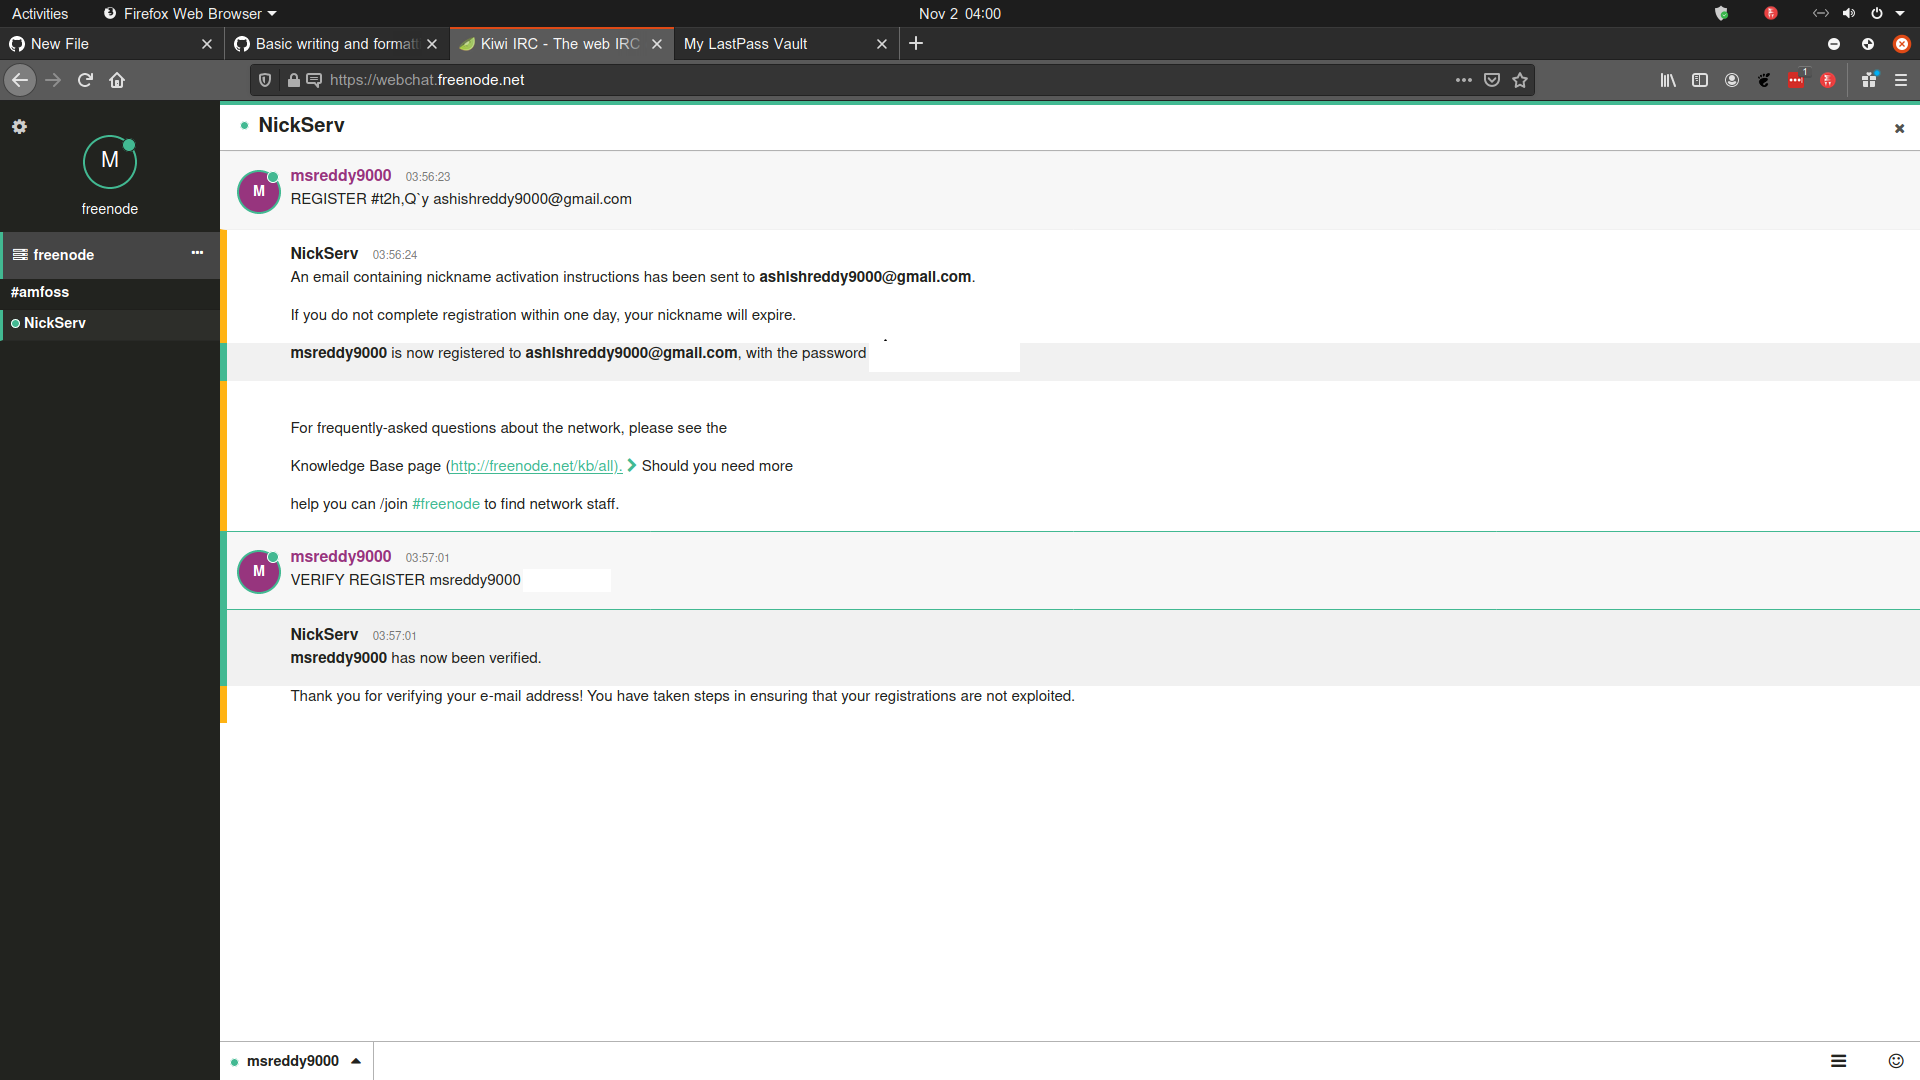 Activities
Firefox Web Browser
Nov 2 04:00
New File
Basic writing and format
Kiwi IRC - The web IRC
My LastPass Vault
https://webchat.freenode.net
1
M
freenode
freenode
#amfoss
NickServ
NickServ
M
msreddy9000 03:56:23
REGISTER #t2h,Q`y ashishreddy9000@gmail.com
NickServ 03:56:24
An email containing nickname activation instructions has been sent to ashishreddy9000@gmail.com.
If you do not complete registration within one day, your nickname will expire.
msreddy9000 is now registered to ashishreddy9000@gmail.com, with the password
For frequently-asked questions about the network, please see the
Knowledge Base page (http://freenode.net/kb/all). Should you need more
help you can /join #freenode to find network staff.
M
msreddy9000 03:57:01
VERIFY REGISTER msreddy9000
NickServ 03:57:01
msreddy9000 has now been verified.
Thank you for verifying your e-mail address! You have taken steps in ensuring that your registrations are not exploited.
msreddy9000